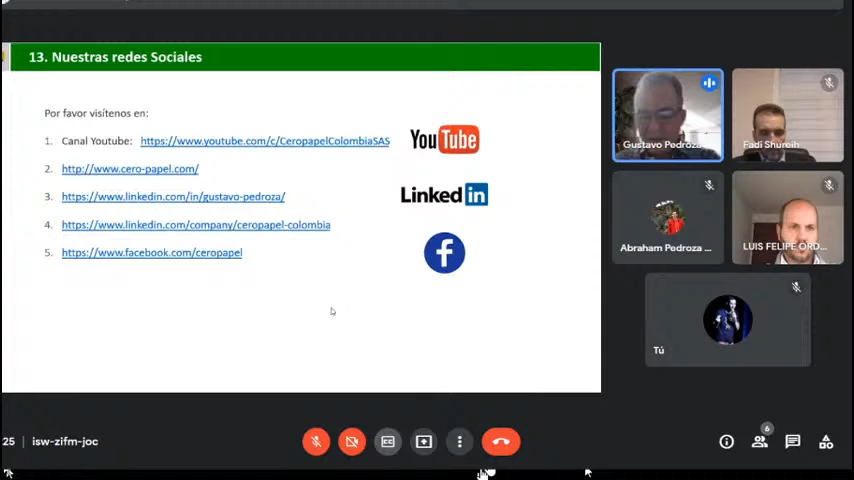 13. Nuestras redes Sociales
Por favor visítenos en:
1. Canal Youtube: https://www.youtube.com/c/CeropapelColombiaSAS
2. http://www.cero-papel.com/
3. https://www.linkedin.com/in/gustavo-pedroza/
4. https://www.linkedin.com/company/ceropapel-colombia
5. https://www.facebook.com/ceropapel
YouTube
Linked in
f
Gustavo Pedroza
Fadi Shureih
Abraham Pedroza ...
LUIS FELIPE ORD...
Tú
25 | isw-zifm-joc
6